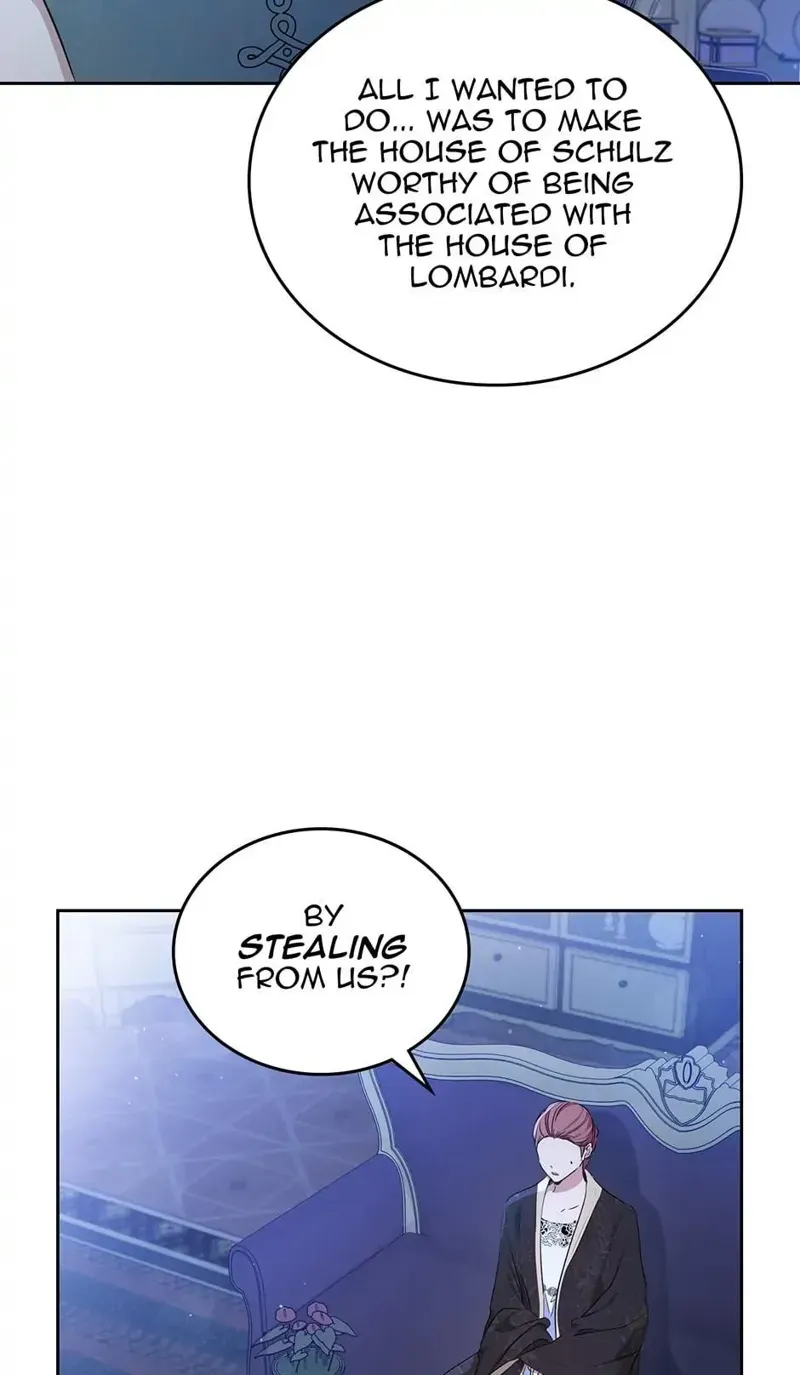 ALL I WANTED TO
DO... WAS TO MAKE
THE HOUSE OF SCHULZ
WORTHY OF BEING
ASSOCIATED WITH
THE HOUSE OF
LOMBARDI.
BY
STEALING
FROM US?!